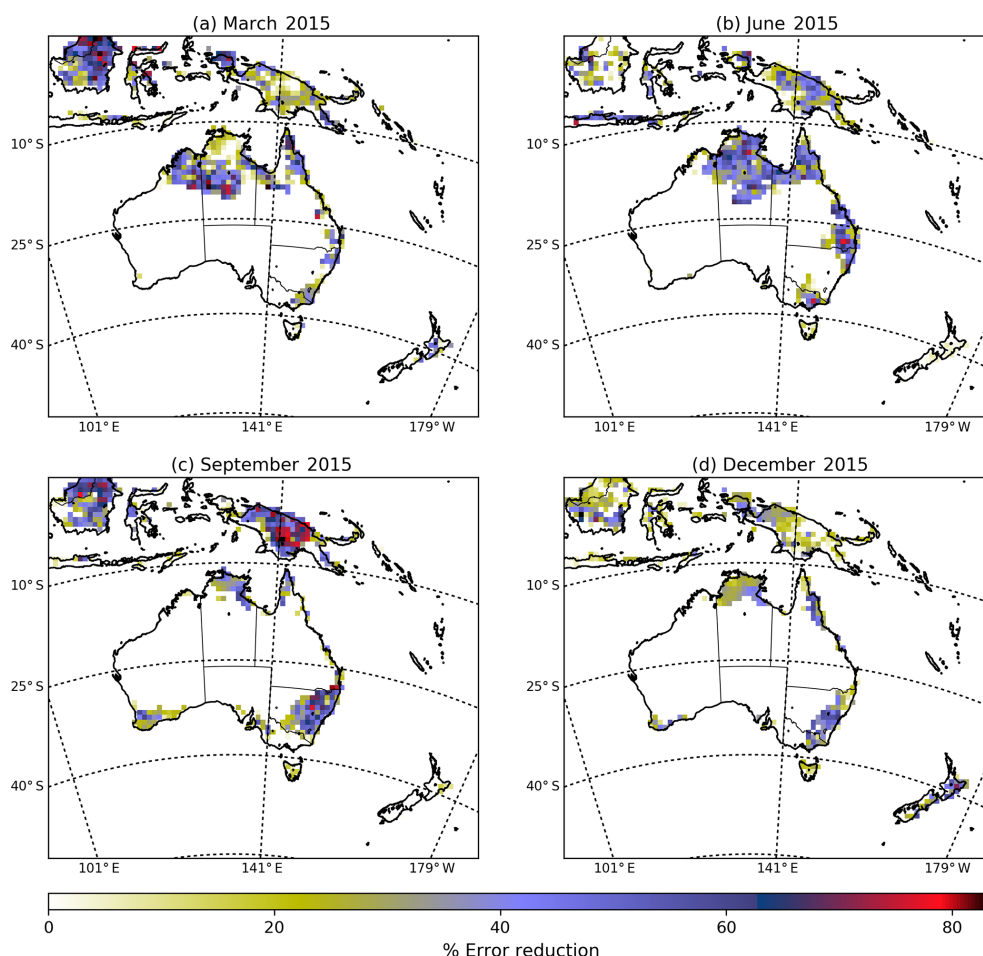 (a) March 2015
(b) June 2015
10° S
25° S
40° S
101° E
141° E
179° W
10° S
25° S
40° S
101° E
141° E
179° W
(c) September 2015
(d) December 2015
10° S
25° S
40° S
101° E
141° E
179° W
10° S
25° S
40° S
101° E
141° E
179° W
0 20 40 60 80
% Error reduction